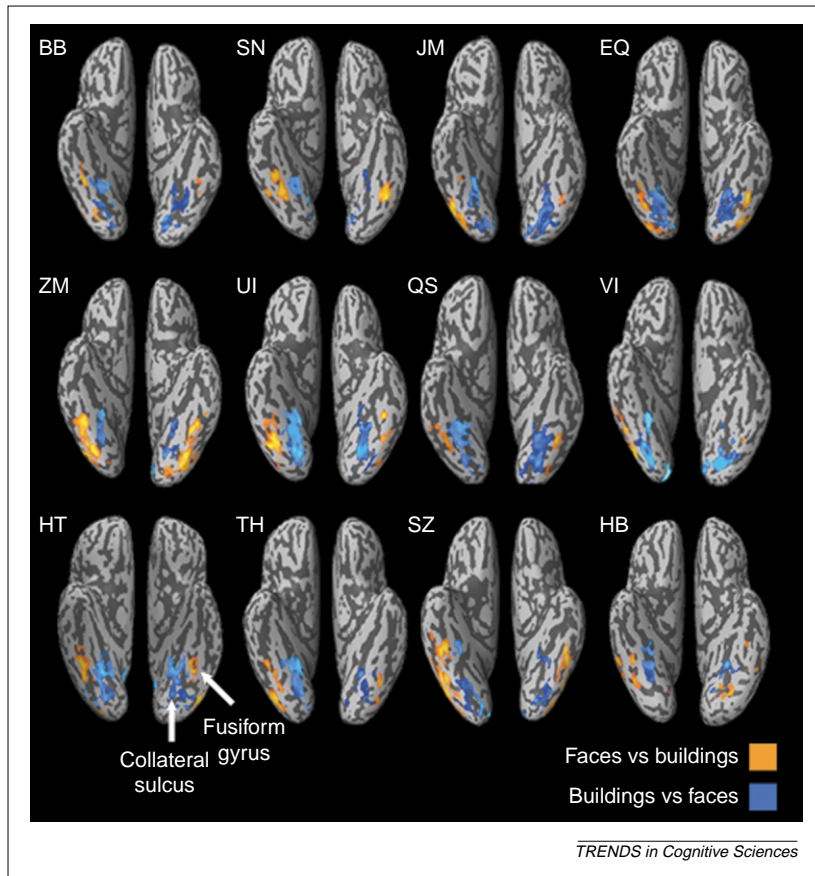 BB SN JM EQ
ZM UI QS VI
HT TH SZ HB
Fusiform
gyrus
Collateral
sulcus
Faces vs buildings
Buildings vs faces
TRENDS in Cognitive Sciences